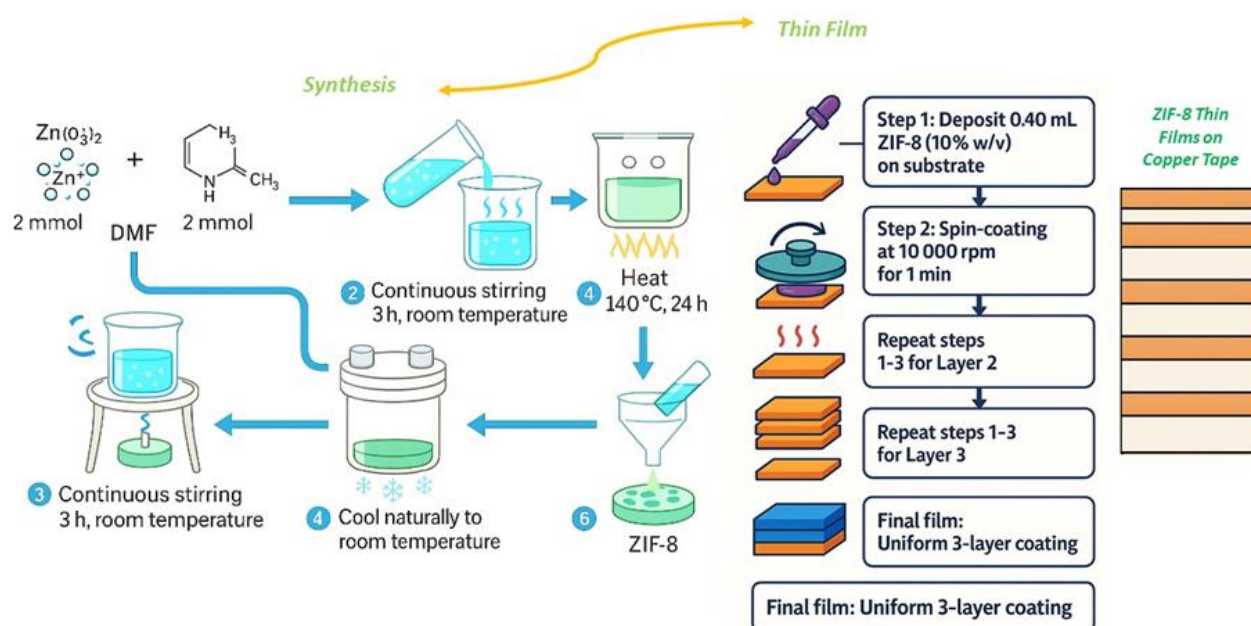 Synthesis
Thin Film
Zn(O₃)₂
Zn⁺
+
H₃
N
H
CH₃
2 mmol
2 mmol
DMF
2 Continuous stirring
3 h, room temperature
4 Heat
140 °C, 24 h
3 Continuous stirring
3 h, room temperature
4 Cool naturally to
room temperature
6
ZIF-8
Step 1: Deposit 0.40 mL
ZIF-8 (10% w/v)
on substrate
Step 2: Spin-coating
at 10 000 rpm
for 1 min
Repeat steps
1-3 for Layer 2
Repeat steps 1-3
for Layer 3
Final film:
Uniform 3-layer coating
Final film: Uniform 3-layer coating
ZIF-8 Thin
Films on
Copper Tape